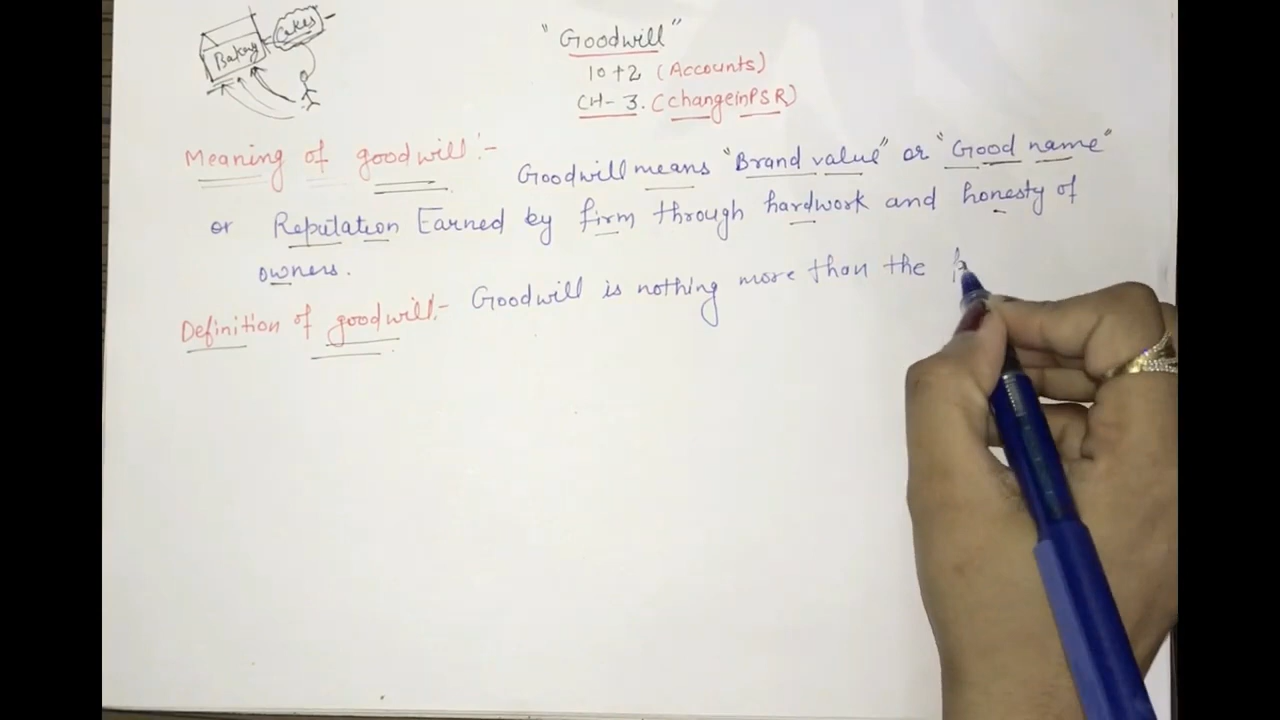 Bakery
Cakes
"Goodwill"
10+2 (Accounts)
CH-3. (change in PSR)
Meaning of goodwill:- Goodwill means "Brand value" or "Good name"
or Reputation Earned by firm through hardwork and honesty of
owners.
Definition of goodwill:- Goodwill is nothing more than the